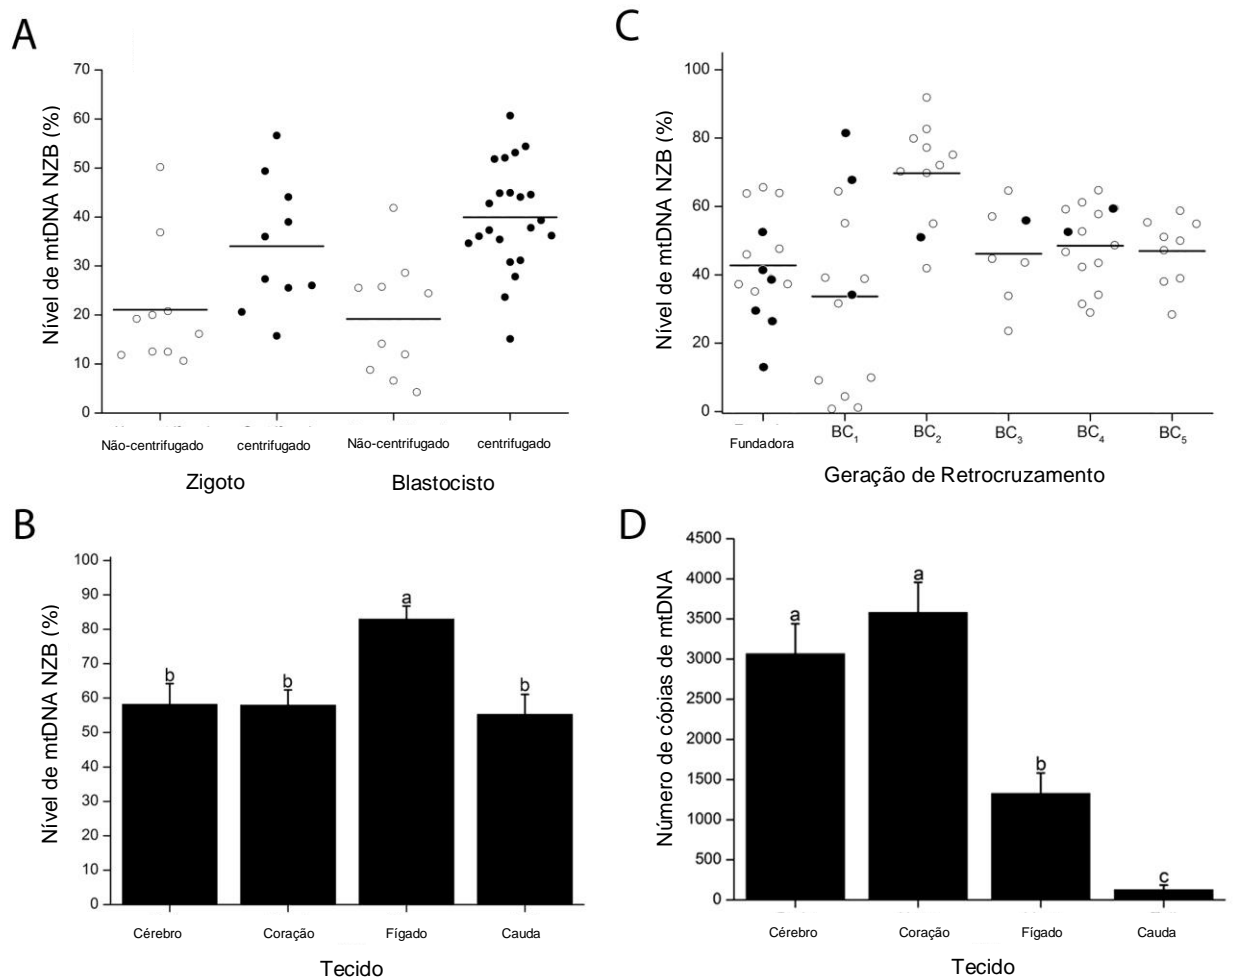 A
Nível de mtDNA NZB (%)
70
60
50
40
30
20
10
0
Não-centrifugado
centrifugado
Não-centrifugado
centrifugado
Zigoto
Blastocisto
C
Nível de mtDNA NZB (%)
100
80
60
40
20
0
Fundadora
BC1
BC2
BC3
BC4
BC5
Geração de Retrocruzamento
B
Nível de mtDNA NZB (%)
100
90
80
70
60
50
40
30
20
10
0
b
b
a
b
Cérebro
Coração
Fígado
Cauda
Tecido
D
Número de cópias de mtDNA
4500
4000
3500
3000
2500
2000
1500
1000
500
0
a
a
b
c
Cérebro
Coração
Fígado
Cauda
Tecido